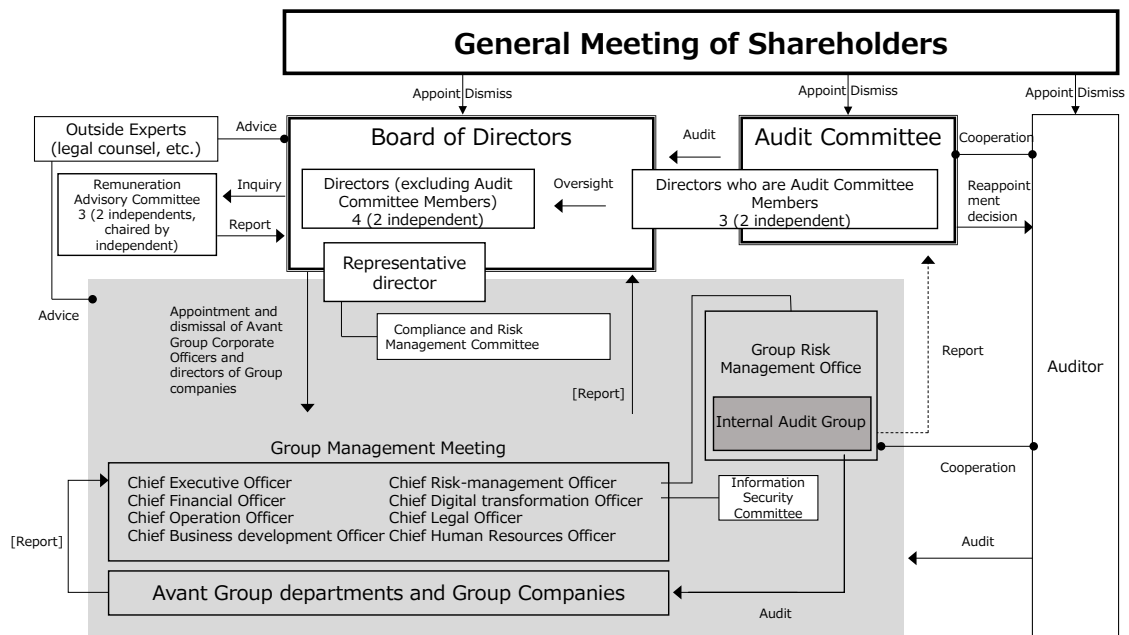 General Meeting of Shareholders
Appoint Dismiss
Appoint Dismiss
Appoint Dismiss
Outside Experts
(legal counsel, etc.)
Advice
Board of Directors
Audit
Audit Committee
Cooperation
Remuneration
Advisory Committee
3 (2 independents,
chaired by
independent)
Inquiry
Report
Directors (excluding Audit
Committee Members)
4 (2 independent)
Oversight
Directors who are Audit Committee
Members
3 (2 independent)
Reappoint
ment
decision
Representative
director
Advice
Appointment and
dismissal of Avant
Group Corporate
Officers and
directors of Group
companies
Compliance and Risk
Management Committee
[Report]
Group Risk
Management Office
Internal Audit Group
Report
Auditor
Cooperation
Group Management Meeting
Chief Executive Officer
Chief Financial Officer
Chief Operation Officer
Chief Business development Officer
Chief Risk-management Officer
Chief Digital transformation Officer
Chief Legal Officer
Chief Human Resources Officer
Information
Security
Committee
[Report]
Audit
Avant Group departments and Group Companies
Audit